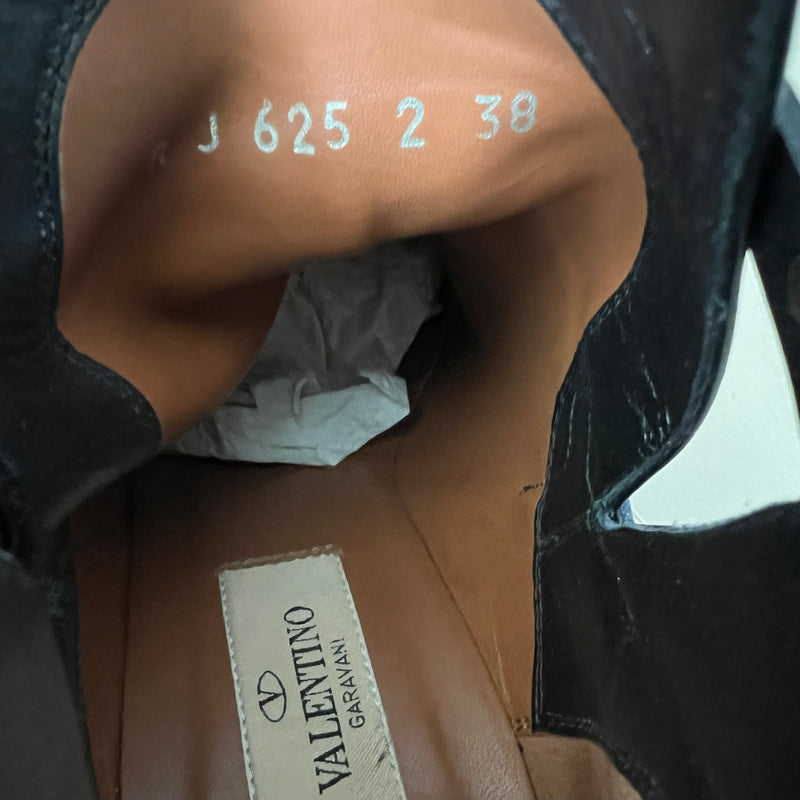 J 625 2 38
VALENTINO
GARAVANI